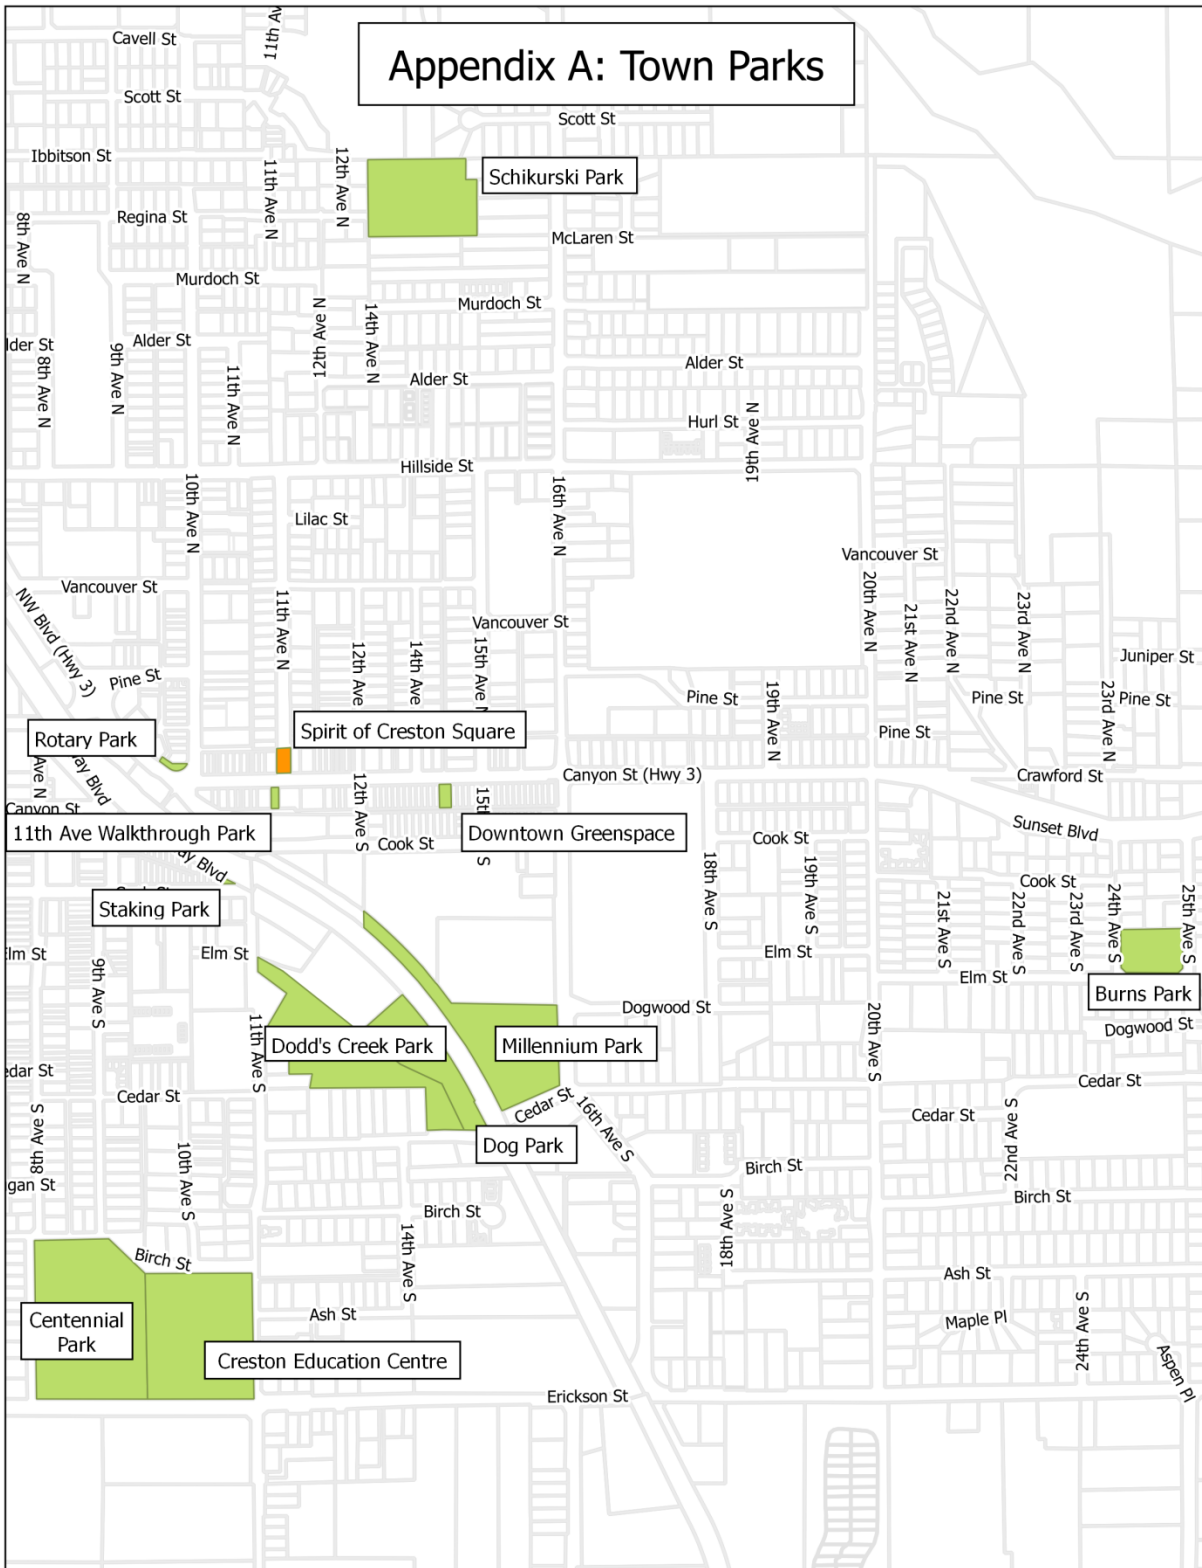 Appendix A: Town Parks
Cavell St
11th Av
Scott St
Scott St
Ibbitson St
11th Ave N
12th Ave N
Schikurski Park
8th Ave N
Regina St
McLaren St
Murdoch St
Murdoch St
12th Ave N
14th Ave N
lder St
8th Ave N
9th Ave N
Alder St
11th Ave N
Alder St
Alder St
Hurl St
19th Ave N
Hillside St
10th Ave N
16th Ave N
Lilac St
Vancouver St
Vancouver St
NW Blvd (Hwy 3)
11th Ave N
Vancouver St
20th Ave N
21st Ave N
22nd Ave N
23rd Ave N
Juniper St
Pine St
12th Ave
14th Ave
15th Ave N
Pine St
19th Ave N
Pine St
23rd Ave N
Pine St
Pine St
Rotary Park
Spirit of Creston Square
Ave N
ay Blvd
Canyon St (Hwy 3)
Crawford St
Canyon St
12th Ave S
15th
S
11th Ave Walkthrough Park
Downtown Greenspace
Sunset Blvd
Cook St
Cook St
ay Blvd
18th Ave S
19th Ave S
Cook St
21st Ave S
22nd Ave S
23rd Ave S
24th Ave S
25th Ave S
Staking Park
Elm St
Elm St
Elm St
Elm St
9th Ave S
Burns Park
11th Ave S
Dogwood St
20th Ave S
Dogwood St
Dodd's Creek Park
Millennium Park
edar St
Cedar St
Cedar St
Cedar St
16th Ave S
Cedar St
22nd Ave S
8th Ave S
10th Ave S
Dog Park
Birch St
gan St
Birch St
14th Ave S
Birch St
18th Ave S
Birch St
Ash St
Centennial
Park
Ash St
Maple Pl
24th Ave S
Aspen Pl
Creston Education Centre
Erickson St